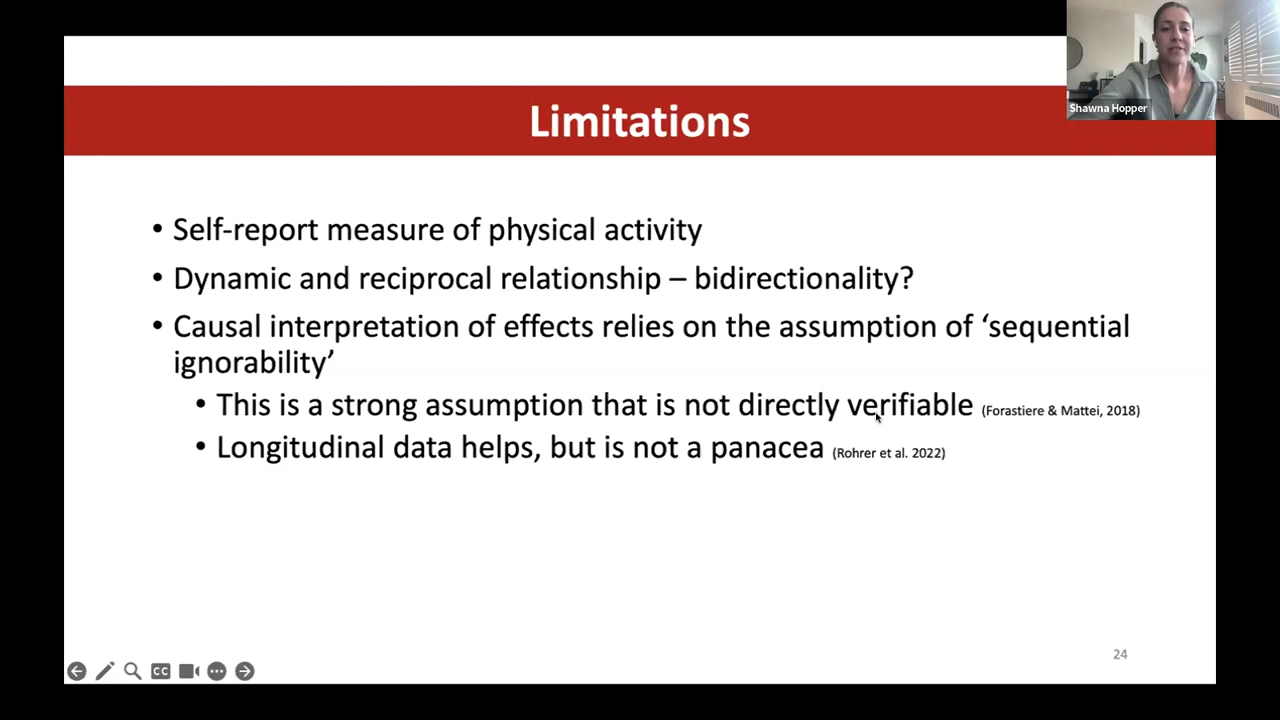 Shawna Hopper
Limitations
• Self-report measure of physical activity
• Dynamic and reciprocal relationship – bidirectionality?
• Causal interpretation of effects relies on the assumption of ‘sequential
ignorability’
• This is a strong assumption that is not directly verifiable (Forastiere & Mattei, 2018)
• Longitudinal data helps, but is not a panacea (Rohrer et al. 2022)
24
CC